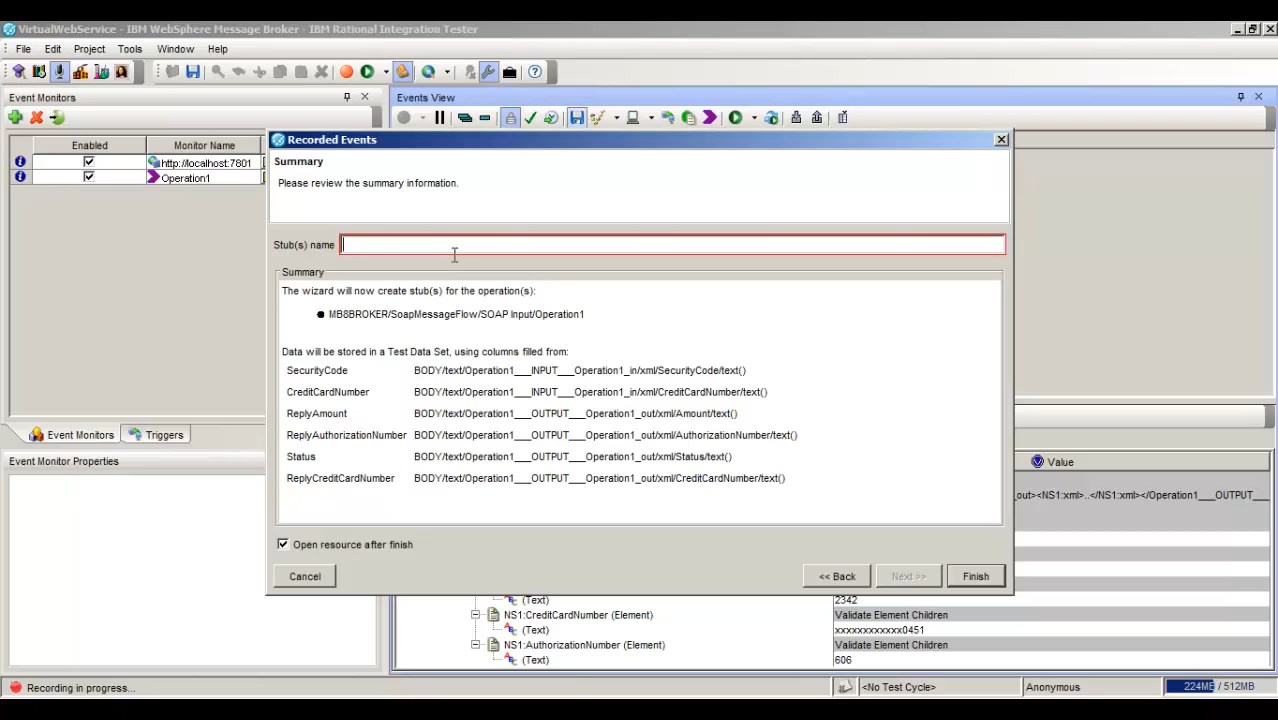 VirtualWebService - IBM WebSphere Message Broker - IBM Rational Integration Tester
File Edit Project Tools Window Help
Event Monitors
Events View
Enabled Monitor Name
http://localhost:7801
Operation1
Recorded Events
Summary
Please review the summary information.
Stub(s) name
Summary
The wizard will now create stub(s) for the operation(s):
MB8BROKER/SoapMessageFlow/SOAP Input/Operation1
Data will be stored in a Test Data Set, using columns filled from:
SecurityCode BODY/text/Operation1___INPUT___Operation1_in/xml/SecurityCode/text()
CreditCardNumber BODY/text/Operation1___INPUT___Operation1_in/xml/CreditCardNumber/text()
ReplyAmount BODY/text/Operation1___OUTPUT___Operation1_out/xml/Amount/text()
ReplyAuthorizationNumber BODY/text/Operation1___OUTPUT___Operation1_out/xml/AuthorizationNumber/text()
Status BODY/text/Operation1___OUTPUT___Operation1_out/xml/Status/text()
ReplyCreditCardNumber BODY/text/Operation1___OUTPUT___Operation1_out/xml/CreditCardNumber/text()
Open resource after finish
Cancel << Back Next >> Finish
Event Monitors Triggers
Event Monitor Properties
Value
_out><NS1:xml>..</NS1:xml></Operation1___OUTPUT___
(Text) 2342
NS1:CreditCardNumber (Element) Validate Element Children
(Text) xxxxxxxxxxxx0451
NS1:AuthorizationNumber (Element) Validate Element Children
(Text) 606
Recording in progress... <No Test Cycle> Anonymous 224MB / 512MB